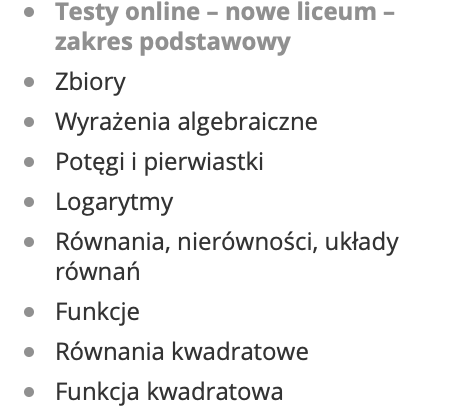 Testy online – nowe liceum –
zakres podstawowy
Zbiory
Wyrażenia algebraiczne
Potęgi i pierwiastki
Logarytmy
Równania, nierówności, układy
równań
Funkcje
Równania kwadratowe
Funkcja kwadratowa